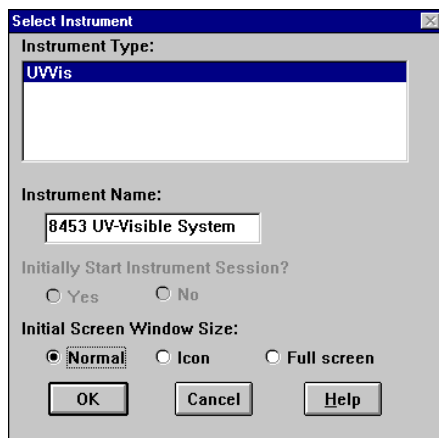 Select Instrument
Instrument Type:
UVVis
Instrument Name:
8453 UV-Visible System
Initially Start Instrument Session?
Yes No
Initial Screen Window Size:
Normal Icon Full screen
OK Cancel Help